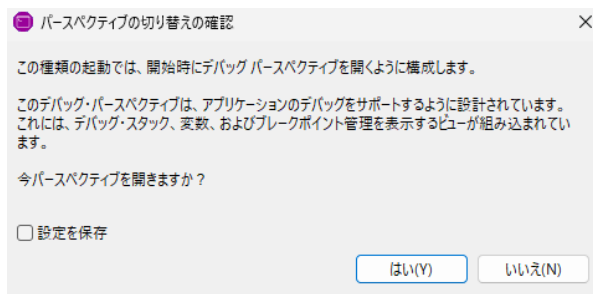 パースペクティブの切り替えの確認
この種類の起動では、開始時にデバッグ パースペクティブを開くように構成します。
このデバッグ・パースペクティブは、アプリケーションのデバッグをサポートするように設計されています。
これには、デバッグ・スタック、変数、およびブレークポイント管理を表示するビューが組み込まれてい
ます。
今パースペクティブを開きますか？
設定を保存
はい(Y)
いいえ(N)